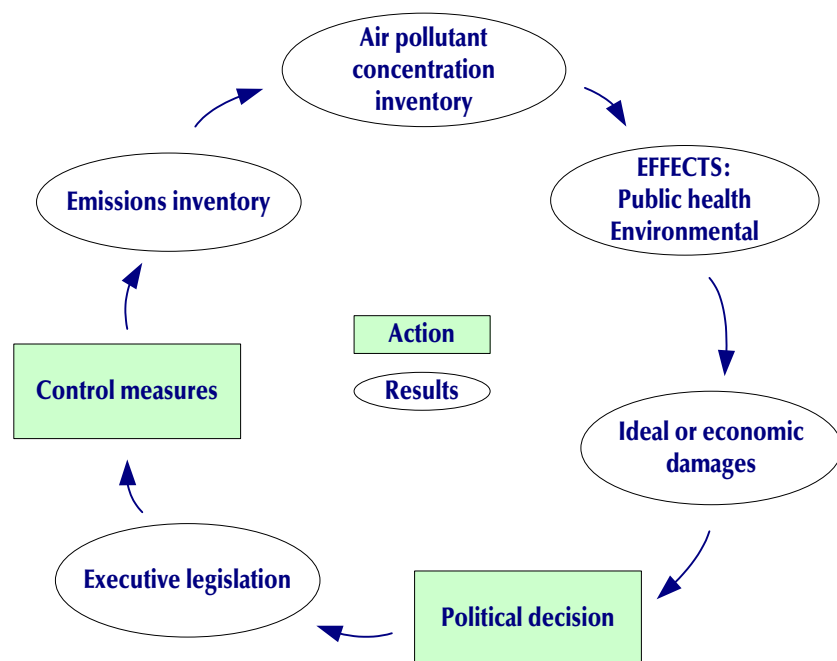 Air pollutant
concentration
inventory
EFFECTS:
Public health
Environmental
Emissions inventory
Action
Results
Control measures
Ideal or economic
damages
Executive legislation
Political decision